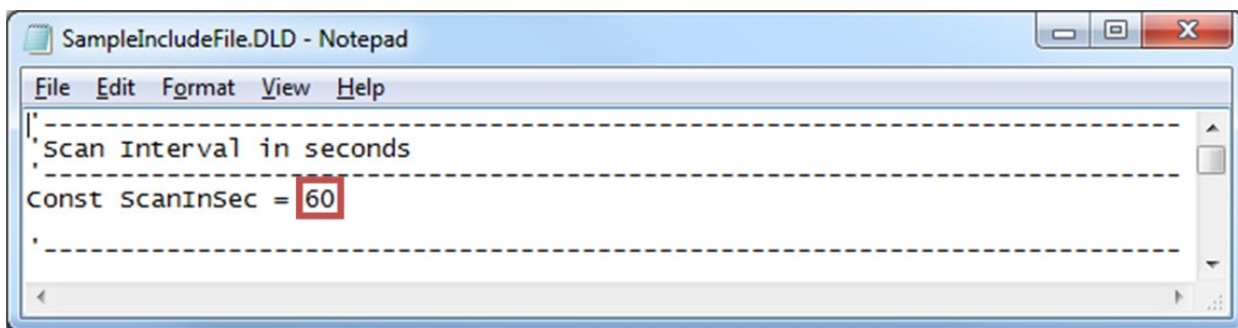 SampleIncludeFile.DLD - Notepad
File Edit Format View Help
'--------------------------------------------------------------------------
'Scan Interval in seconds
'--------------------------------------------------------------------------
Const ScanInSec = 60
'--------------------------------------------------------------------------